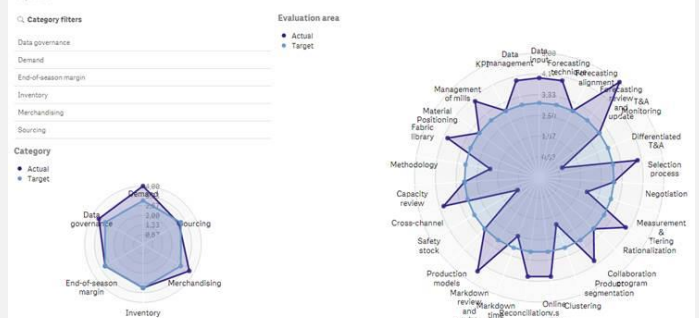 Category filters
Data governance
Demand
End-of-season margin
Inventory
Merchandising
Sourcing
Category
Actual
Target
Demand
Data
governance
Sourcing
End-of-season
margin
Merchandising
Inventory
Evaluation area
Actual
Target
Data
Input
Data
management
KPI
Forecasting
technique
Forecasting
alignment
Forecasting
review
and
update
T&A
Monitoring
Differentiated
T&A
Selection
process
Negotiation
Measurement
&
Tiering
Rationalization
Collaboration
program
Product
segmentation
Clustering
Online
Reconciliation
Markdown
time
Markdown
review
and
Production
models
Safety
stock
Cross-channel
Capacity
review
Methodology
Fabric
library
Material
Positioning
Management
of mills